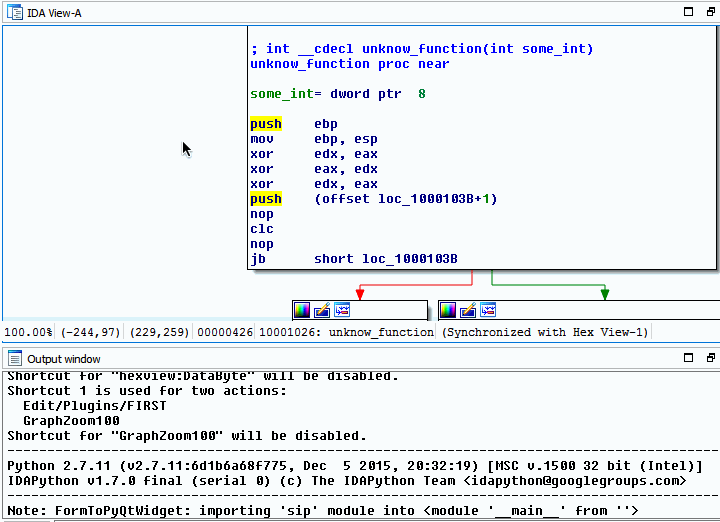 IDA View-A
; int __cdecl unknow_function(int some_int)
unknow_function proc near
some_int= dword ptr  8
push    ebp
mov     ebp, esp
xor     edx, eax
xor     eax, edx
xor     edx, eax
push    (offset loc_1000103B+1)
nop
clc
nop
jb      short loc_1000103B
100.00% (-244,97) (229,259) 00000426 10001026: unknow_function (Synchronized with Hex View-1)
Output window
Shortcut for "hexview:DataByte" will be disabled.
Shortcut 1 is used for two actions:
  Edit/Plugins/FIRST
  GraphZoom100
Shortcut for "GraphZoom100" will be disabled.
Python 2.7.11 (v2.7.11:6d1b6a68f775, Dec  5 2015, 20:32:19) [MSC v.1500 32 bit (Intel)]
IDAPython v1.7.0 final (serial 0) (c) The IDAPython Team <idapython@googlegroups.com>
Note: FormToPyQtWidget: importing 'sip' module into <module '__main__' from ''>